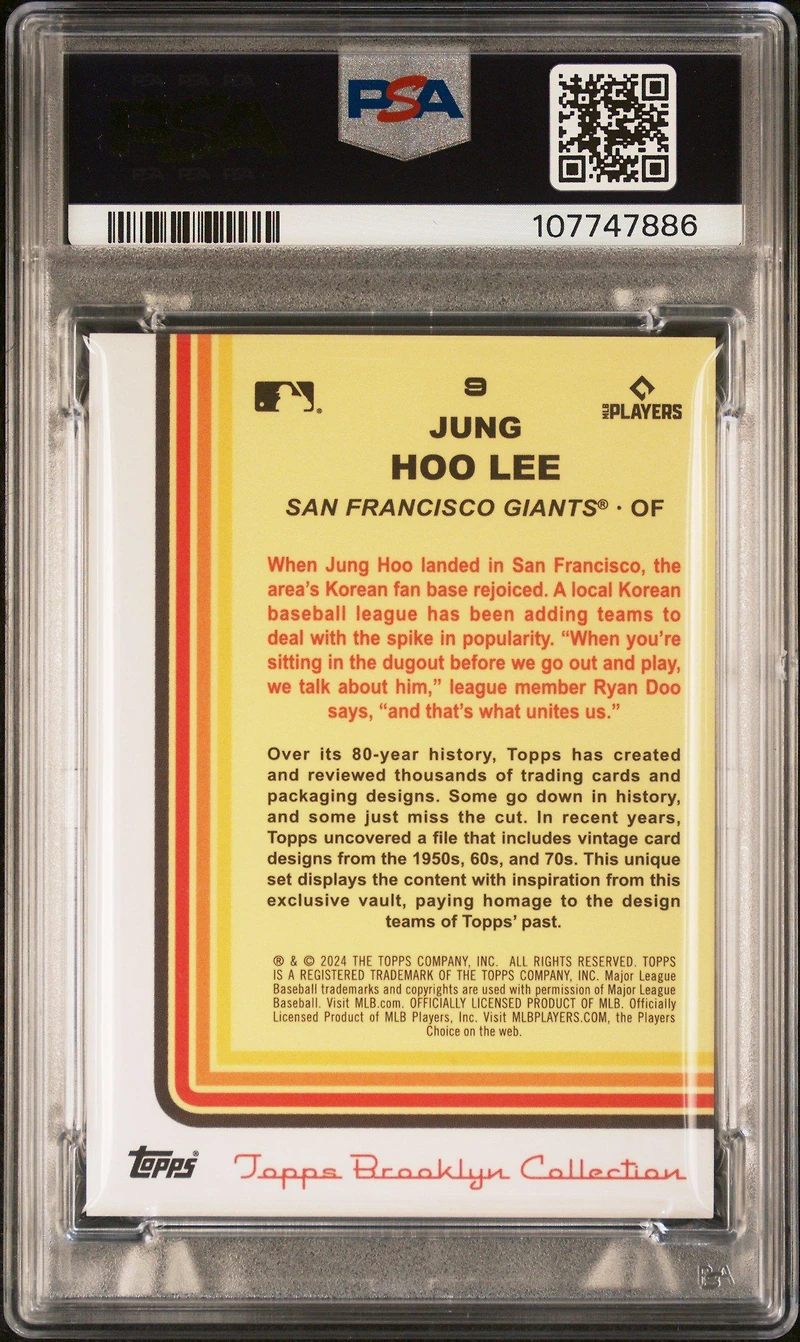 PSA
107747886
9
MLB PLAYERS
JUNG
HOO LEE
SAN FRANCISCO GIANTS® · OF
When Jung Hoo landed in San Francisco, the
area's Korean fan base rejoiced. A local Korean
baseball league has been adding teams to
deal with the spike in popularity. “When you're
sitting in the dugout before we go out and play,
we talk about him,” league member Ryan Doo
says, “and that's what unites us.”
Over its 80-year history, Topps has created
and reviewed thousands of trading cards and
packaging designs. Some go down in history,
and some just miss the cut. In recent years,
Topps uncovered a file that includes vintage card
designs from the 1950s, 60s, and 70s. This unique
set displays the content with inspiration from this
exclusive vault, paying homage to the design
teams of Topps' past.
® & © 2024 THE TOPPS COMPANY, INC. ALL RIGHTS RESERVED. TOPPS
IS A REGISTERED TRADEMARK OF THE TOPPS COMPANY, INC. Major League
Baseball trademarks and copyrights are used with permission of Major League
Baseball. Visit MLB.com. OFFICIALLY LICENSED PRODUCT OF MLB. Officially
Licensed Product of MLB Players, Inc. Visit MLBPLAYERS.COM, the Players
Choice on the web.
Topps® Topps Brooklyn Collection
PSA